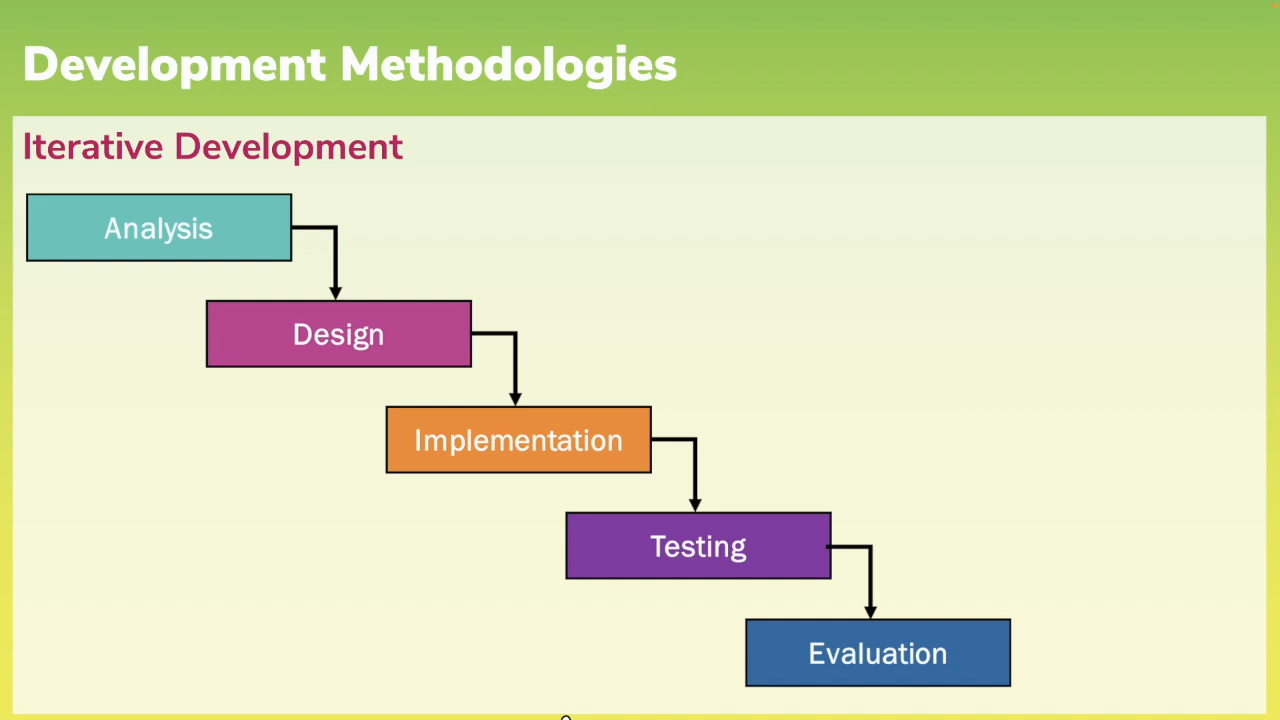 Development Methodologies
Iterative Development
Analysis
Design
Implementation
Testing
Evaluation